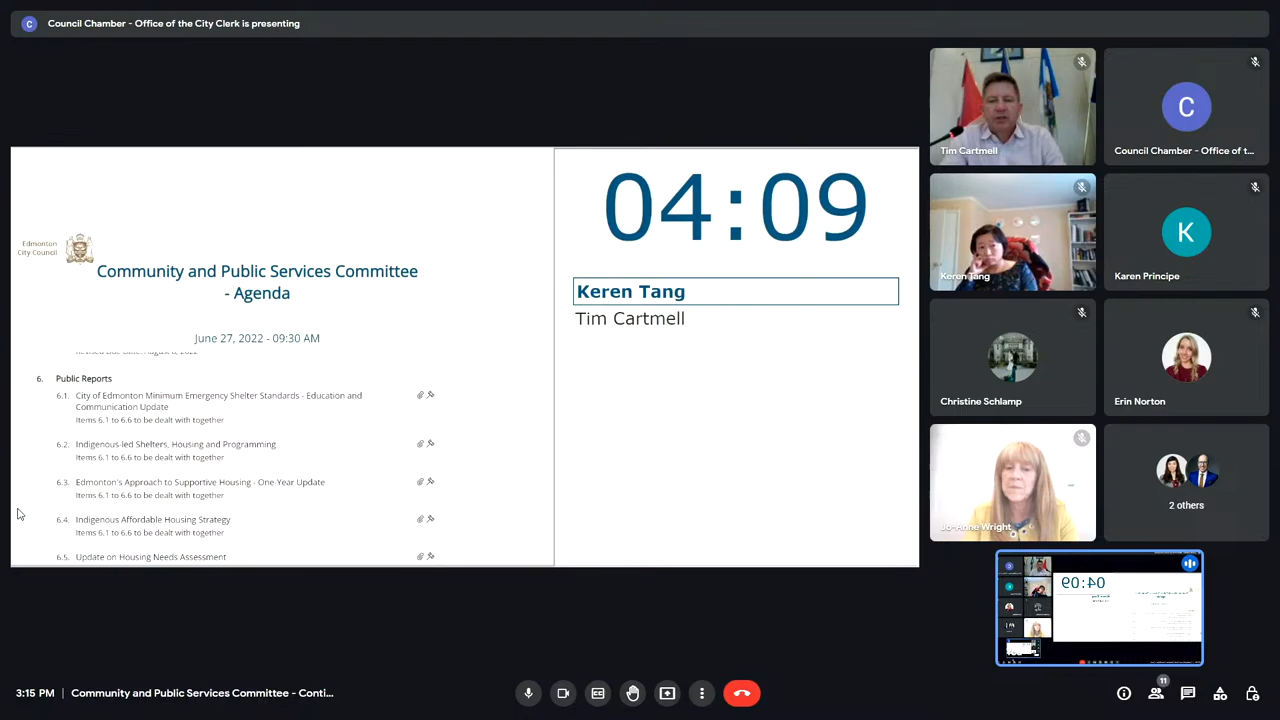 C
Council Chamber - Office of the City Clerk is presenting
Edmonton
City Council
Community and Public Services Committee
- Agenda
June 27, 2022 - 09:30 AM
Revised Due Date: August 8, 2022
6. Public Reports
6.1. City of Edmonton Minimum Emergency Shelter Standards - Education and
Communication Update
Items 6.1 to 6.6 to be dealt with together
6.2. Indigenous-led Shelters, Housing and Programming
Items 6.1 to 6.6 to be dealt with together
6.3. Edmonton's Approach to Supportive Housing - One-Year Update
Items 6.1 to 6.6 to be dealt with together
6.4. Indigenous Affordable Housing Strategy
Items 6.1 to 6.6 to be dealt with together
6.5. Update on Housing Needs Assessment
04:09
Keren Tang
Tim Cartmell
Tim Cartmell
C
Council Chamber - Office of t...
Keren Tang
K
Karen Principe
Christine Schlamp
Erin Norton
Jo-Anne Wright
2 others
04:09
3:15 PM | Community and Public Services Committee - Conti...
11